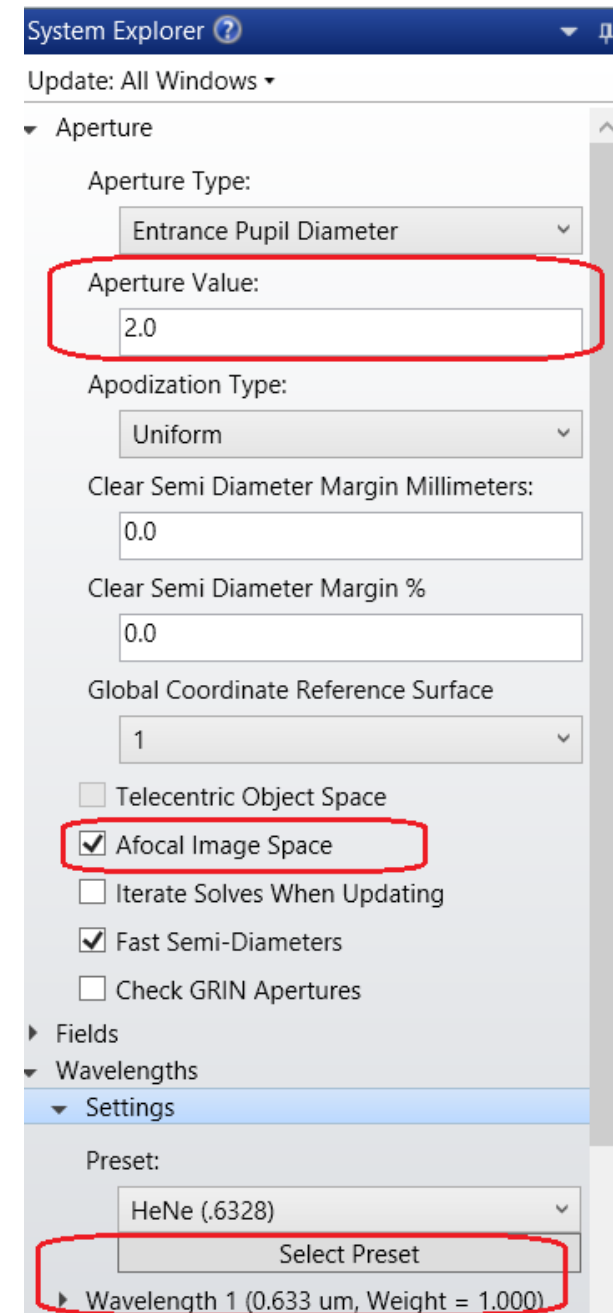 System Explorer ?
Update: All Windows
Aperture
Aperture Type:
Entrance Pupil Diameter
Aperture Value:
2.0
Apodization Type:
Uniform
Clear Semi Diameter Margin Millimeters:
0.0
Clear Semi Diameter Margin %
0.0
Global Coordinate Reference Surface
1
Telecentric Object Space
Afocal Image Space
Iterate Solves When Updating
Fast Semi-Diameters
Check GRIN Apertures
Fields
Wavelengths
Settings
Preset:
HeNe (.6328)
Select Preset
Wavelength 1 (0.633 um, Weight = 1.000)